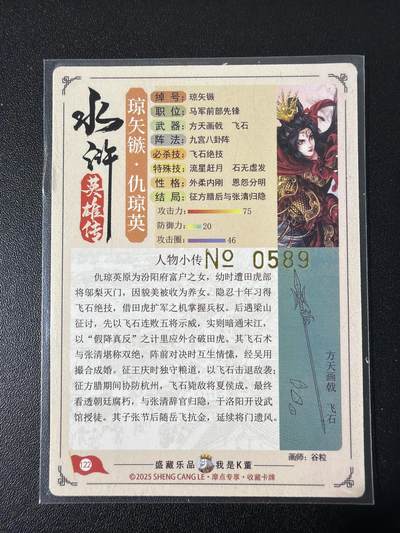 水浒
英雄传
琼矢镞·仇琼英
绰号: 琼矢镞
职位: 马军前部先锋
武器: 方天画戟 飞石
阵法: 九宫八卦阵
必杀技: 飞石绝技
特殊技: 流星赶月 石无虚发
性格: 外柔内刚 恩怨分明
结局: 征方腊后与张清归隐
攻击力: 75
防御力: 20
攻击圈: 46
人物小传
№ 0589
仇琼英原为汾阳府富户之女，幼时遭田虎部
将邬梨灭门，因貌美被收为养女。隐忍十年习得
飞石绝技，借田虎扩军之机掌握兵权。后遇梁山
征讨，先以飞石连败五将示威，实则暗通宋江，
以“假降真反”之计里应外合破田虎。其飞石术
与张清堪称双绝，阵前对决时互生情愫，经吴用
撮合成婚。征王庆时独守粮道，以飞石击退敌袭；
征方腊期间协防杭州，飞石毙敌将夏侯成。最终
看透朝廷腐朽，与张清辞官归隐，于洛阳开设武
馆授徒。其子张节后随岳飞抗金，延续将门遗风。
方天画戟 飞石
画师：谷粒
122
盛藏乐品 我是K董
©2025 SHENG CANG LE·摩点专享·收藏卡牌